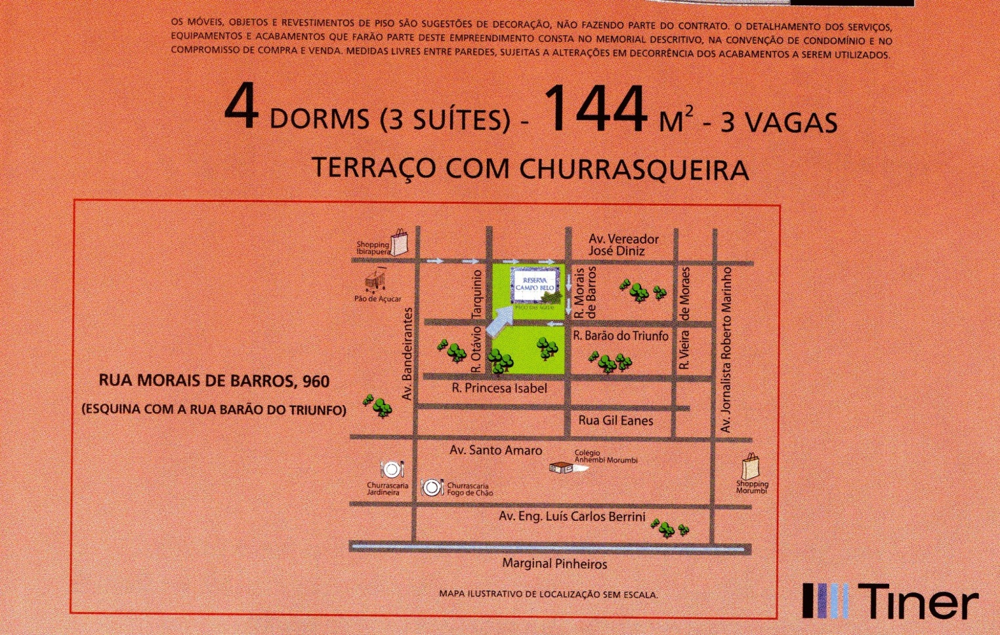 OS MÓVEIS, OBJETOS E REVESTIMENTOS DE PISO SÃO SUGESTÕES DE DECORAÇÃO, NÃO FAZENDO PARTE DO CONTRATO. O DETALHAMENTO DOS SERVIÇOS,
EQUIPAMENTOS E ACABAMENTOS QUE FARÃO PARTE DESTE EMPREENDIMENTO CONSTA NO MEMORIAL DESCRITIVO, NA CONVENÇÃO DE CONDOMÍNIO E NO
COMPROMISSO DE COMPRA E VENDA. MEDIDAS LIVRES ENTRE PAREDES, SUJEITAS A ALTERAÇÕES EM DECORRÊNCIA DOS ACABAMENTOS A SEREM UTILIZADOS.
4 DORMS (3 SUÍTES) - 144 M² - 3 VAGAS
TERRAÇO COM CHURRASQUEIRA
RUA MORAIS DE BARROS, 960
(ESQUINA COM A RUA BARÃO DO TRIUNFO)
Shopping
Ibirapuera
Pão de Açucar
Av. Vereador
José Diniz
Av. Bandeirantes
R. Otávio Tarquinio
RESERVA
CAMPO BELO
PAÇO DAS ÁGUAS
R. Morais
de Barros
R. Vieira de Moraes
Av. Jornalista Roberto Marinho
R. Barão do Triunfo
R. Princesa Isabel
Rua Gil Eanes
Av. Santo Amaro
Colégio
Anhembi Morumbi
Churrascaria
Jardineira
Churrascaria
Fogo de Chão
Shopping
Morumbi
Av. Eng. Luís Carlos Berrini
Marginal Pinheiros
MAPA ILUSTRATIVO DE LOCALIZAÇÃO SEM ESCALA.
Tiner